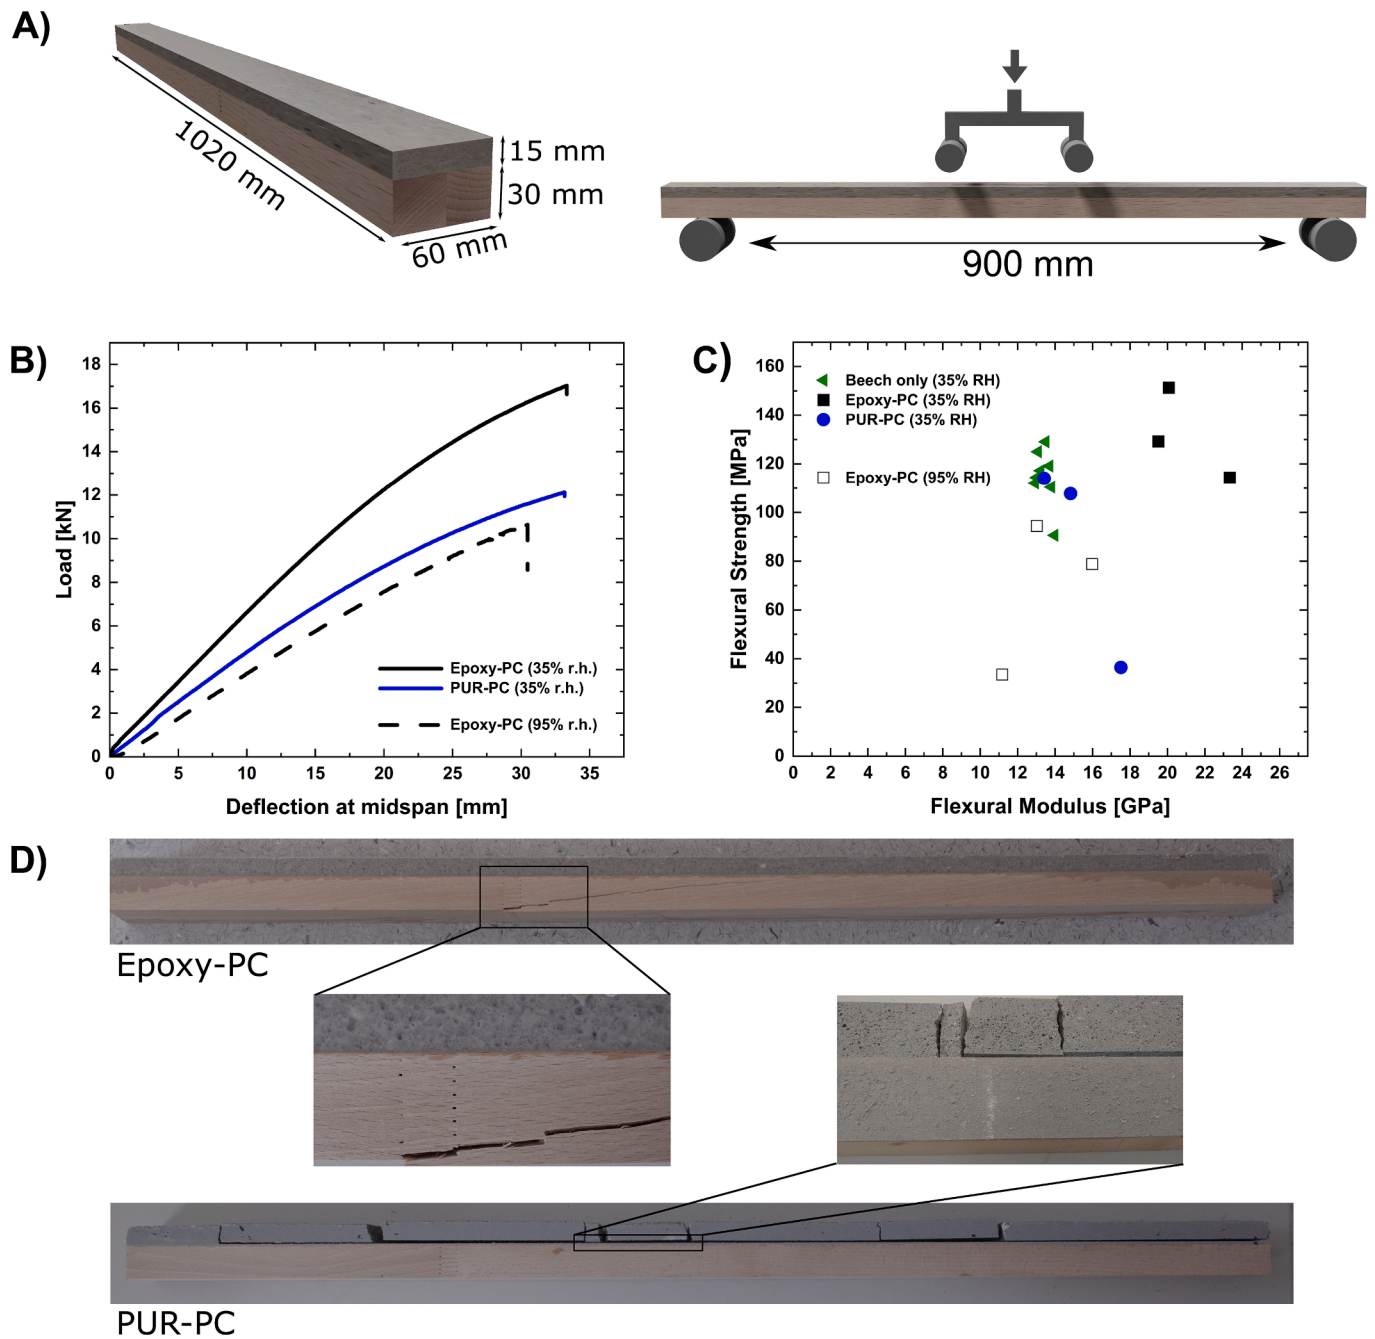 A)
1020 mm
15 mm
30 mm
60 mm
900 mm
B)
Load [kN]
18
16
14
12
10
8
6
4
2
0
0 5 10 15 20 25 30 35
Deflection at midspan [mm]
Epoxy-PC (35% r.h.)
PUR-PC (35% r.h.)
Epoxy-PC (95% r.h.)
C)
Flexural Strength [MPa]
160
140
120
100
80
60
40
20
0
0 2 4 6 8 10 12 14 16 18 20 22 24 26
Flexural Modulus [GPa]
Beech only (35% RH)
Epoxy-PC (35% RH)
PUR-PC (35% RH)
Epoxy-PC (95% RH)
D)
Epoxy-PC
PUR-PC